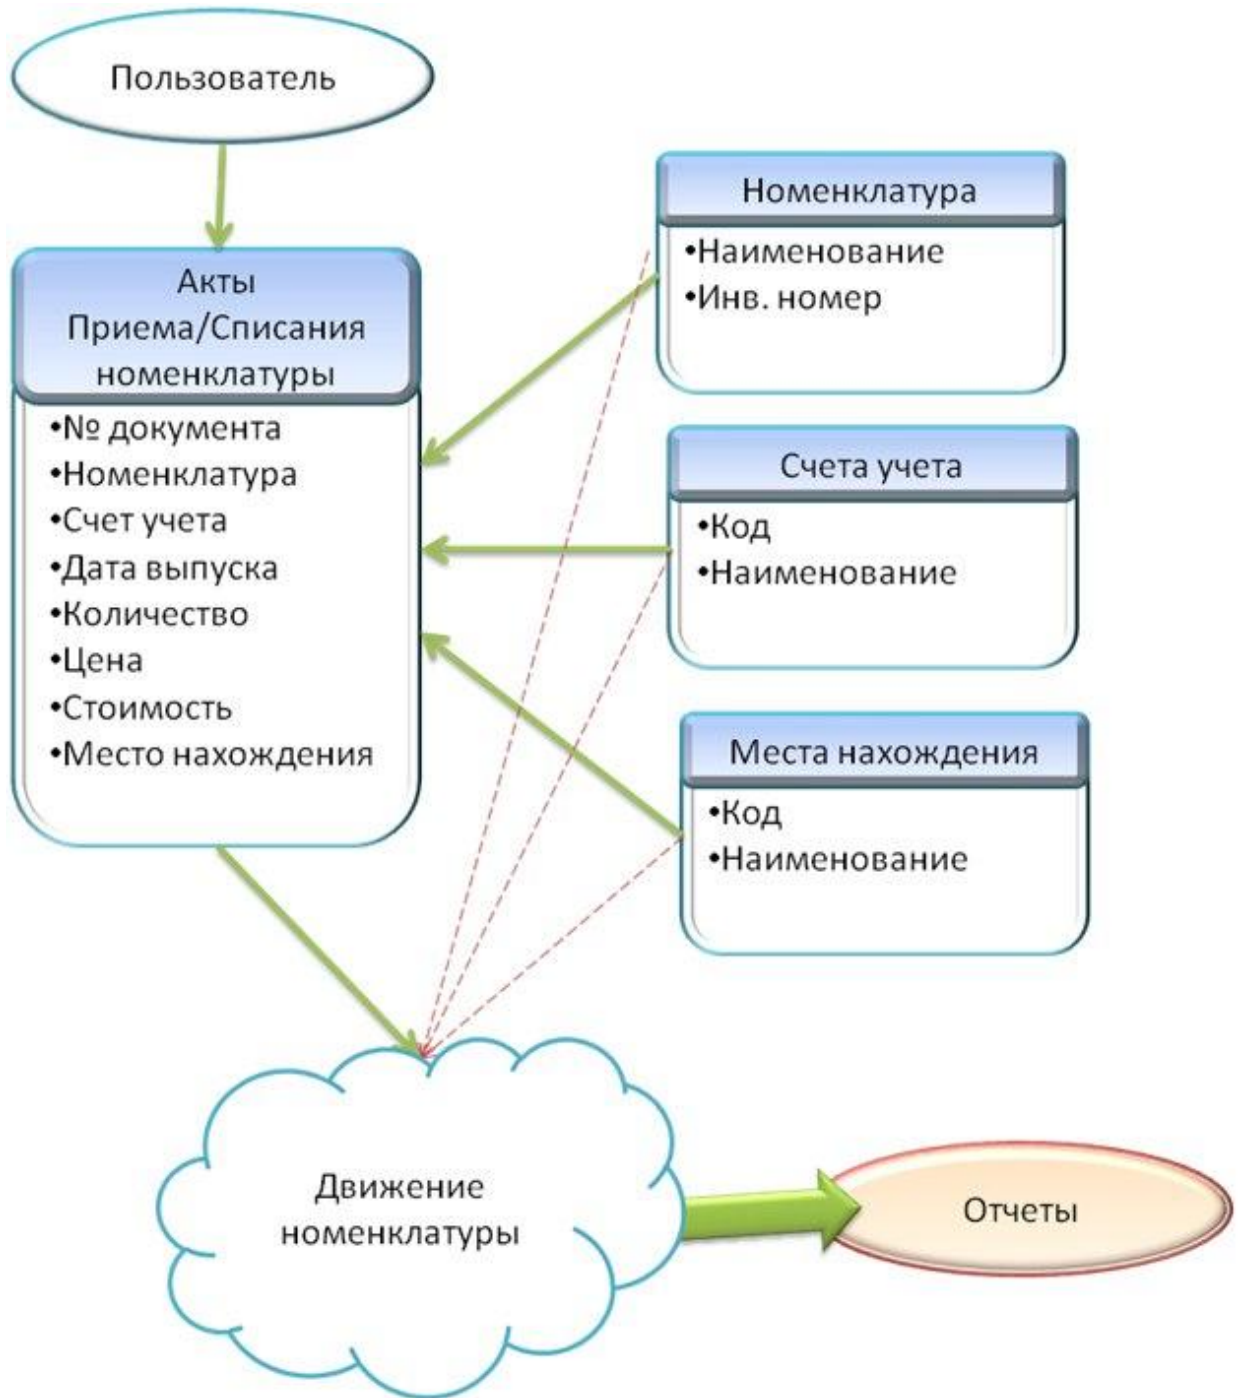 Пользователь
Акты
Приема/Списания
номенклатуры
•№ документа
•Номенклатура
•Счет учета
•Дата выпуска
•Количество
•Цена
•Стоимость
•Место нахождения
Номенклатура
•Наименование
•Инв. номер
Счета учета
•Код
•Наименование
Места нахождения
•Код
•Наименование
Движение
номенклатуры
Отчеты